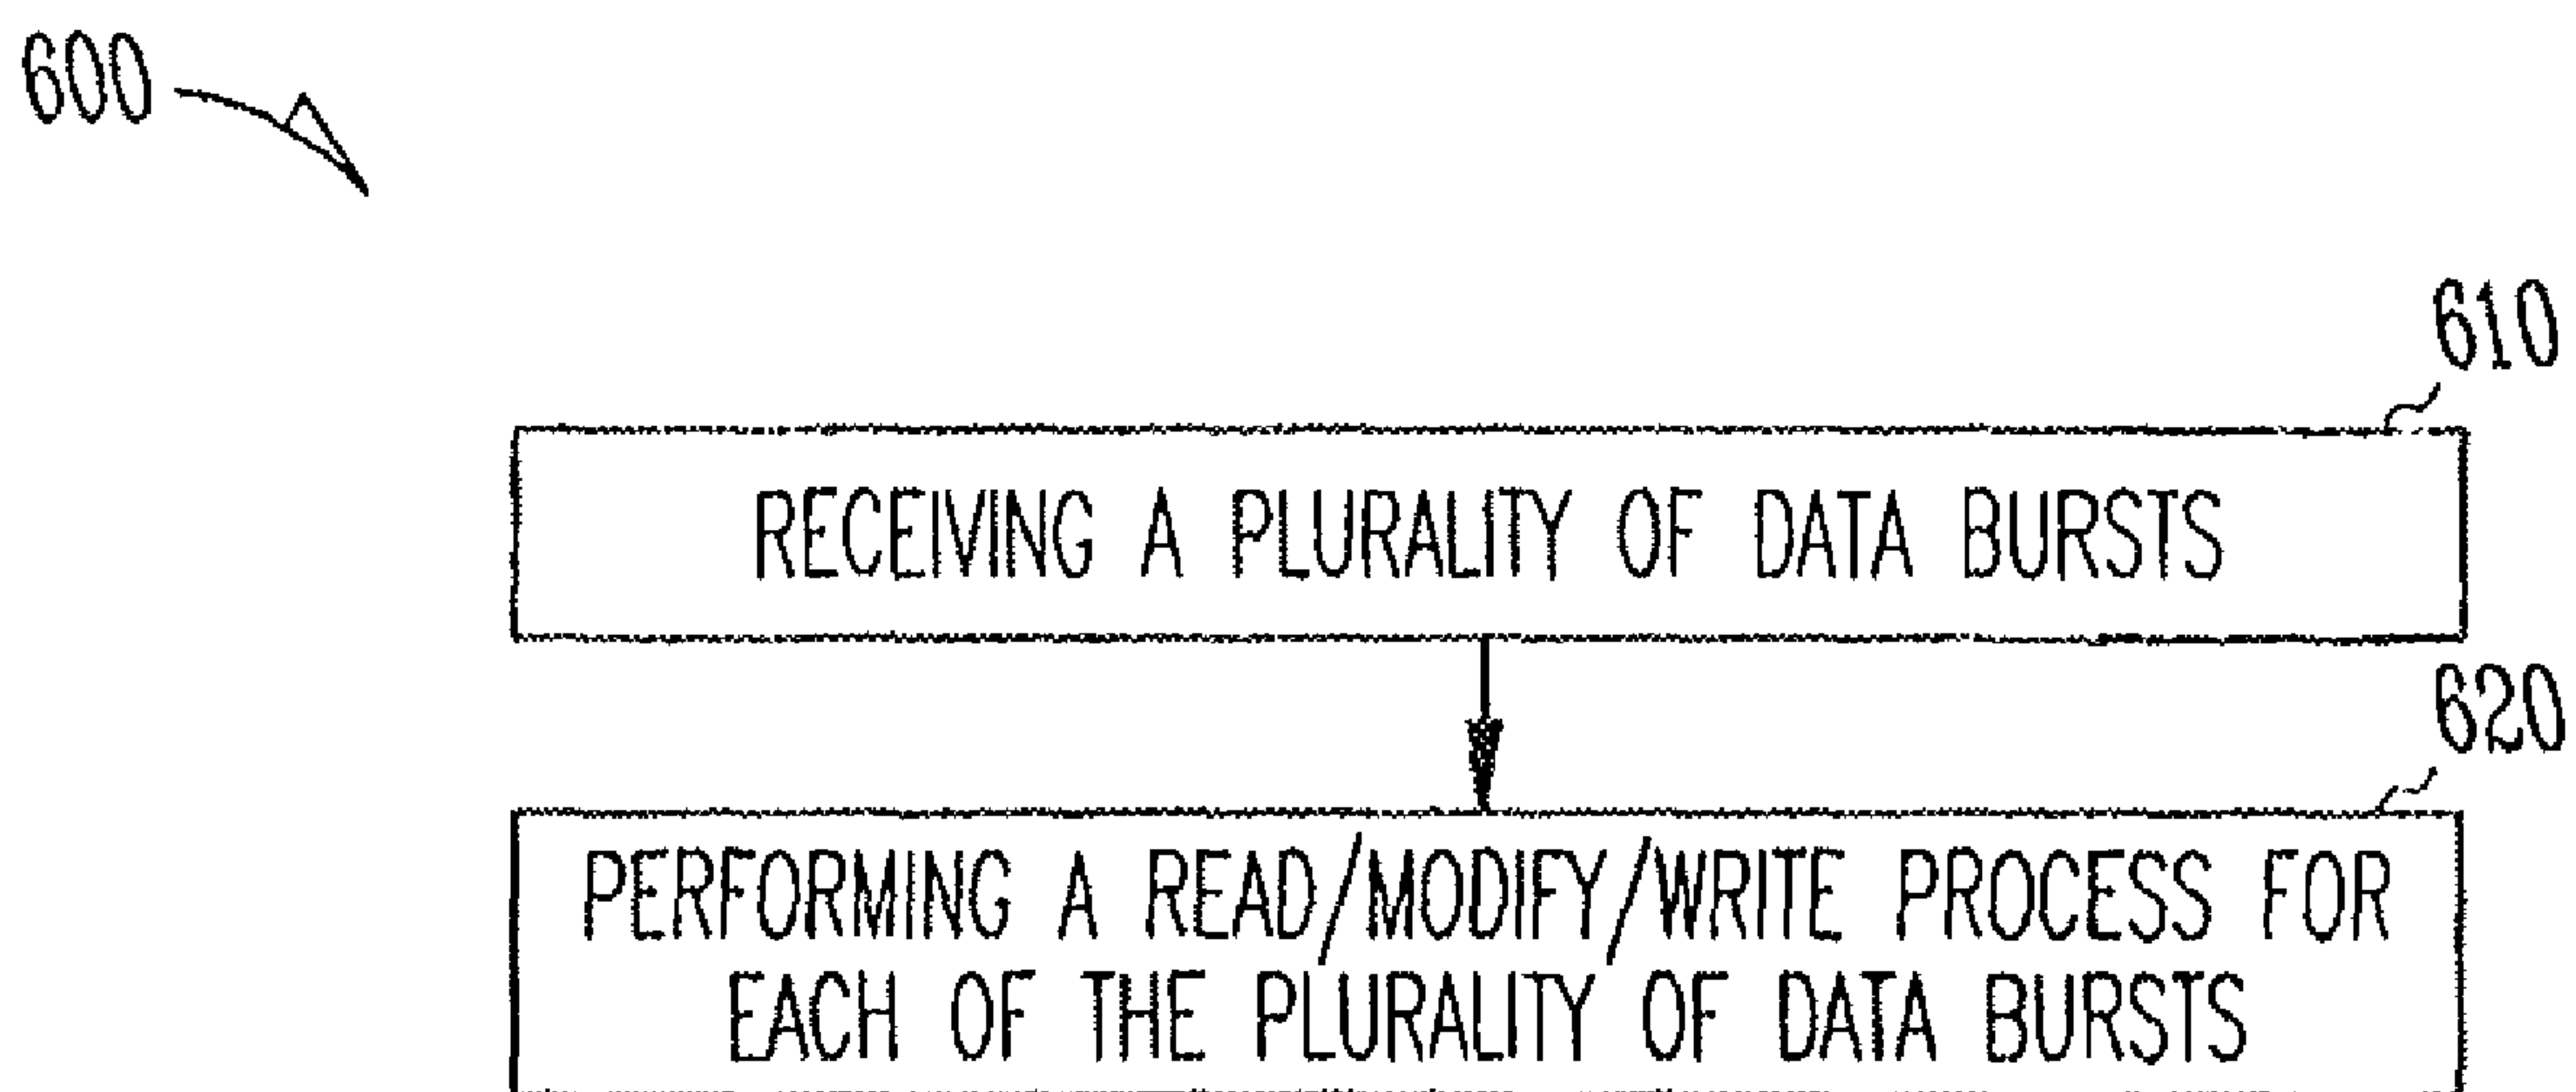 600
610
RECEIVING A PLURALITY OF DATA BURSTS
620
PERFORMING A READ/MODIFY/WRITE PROCESS FOR
EACH OF THE PLURALITY OF DATA BURSTS